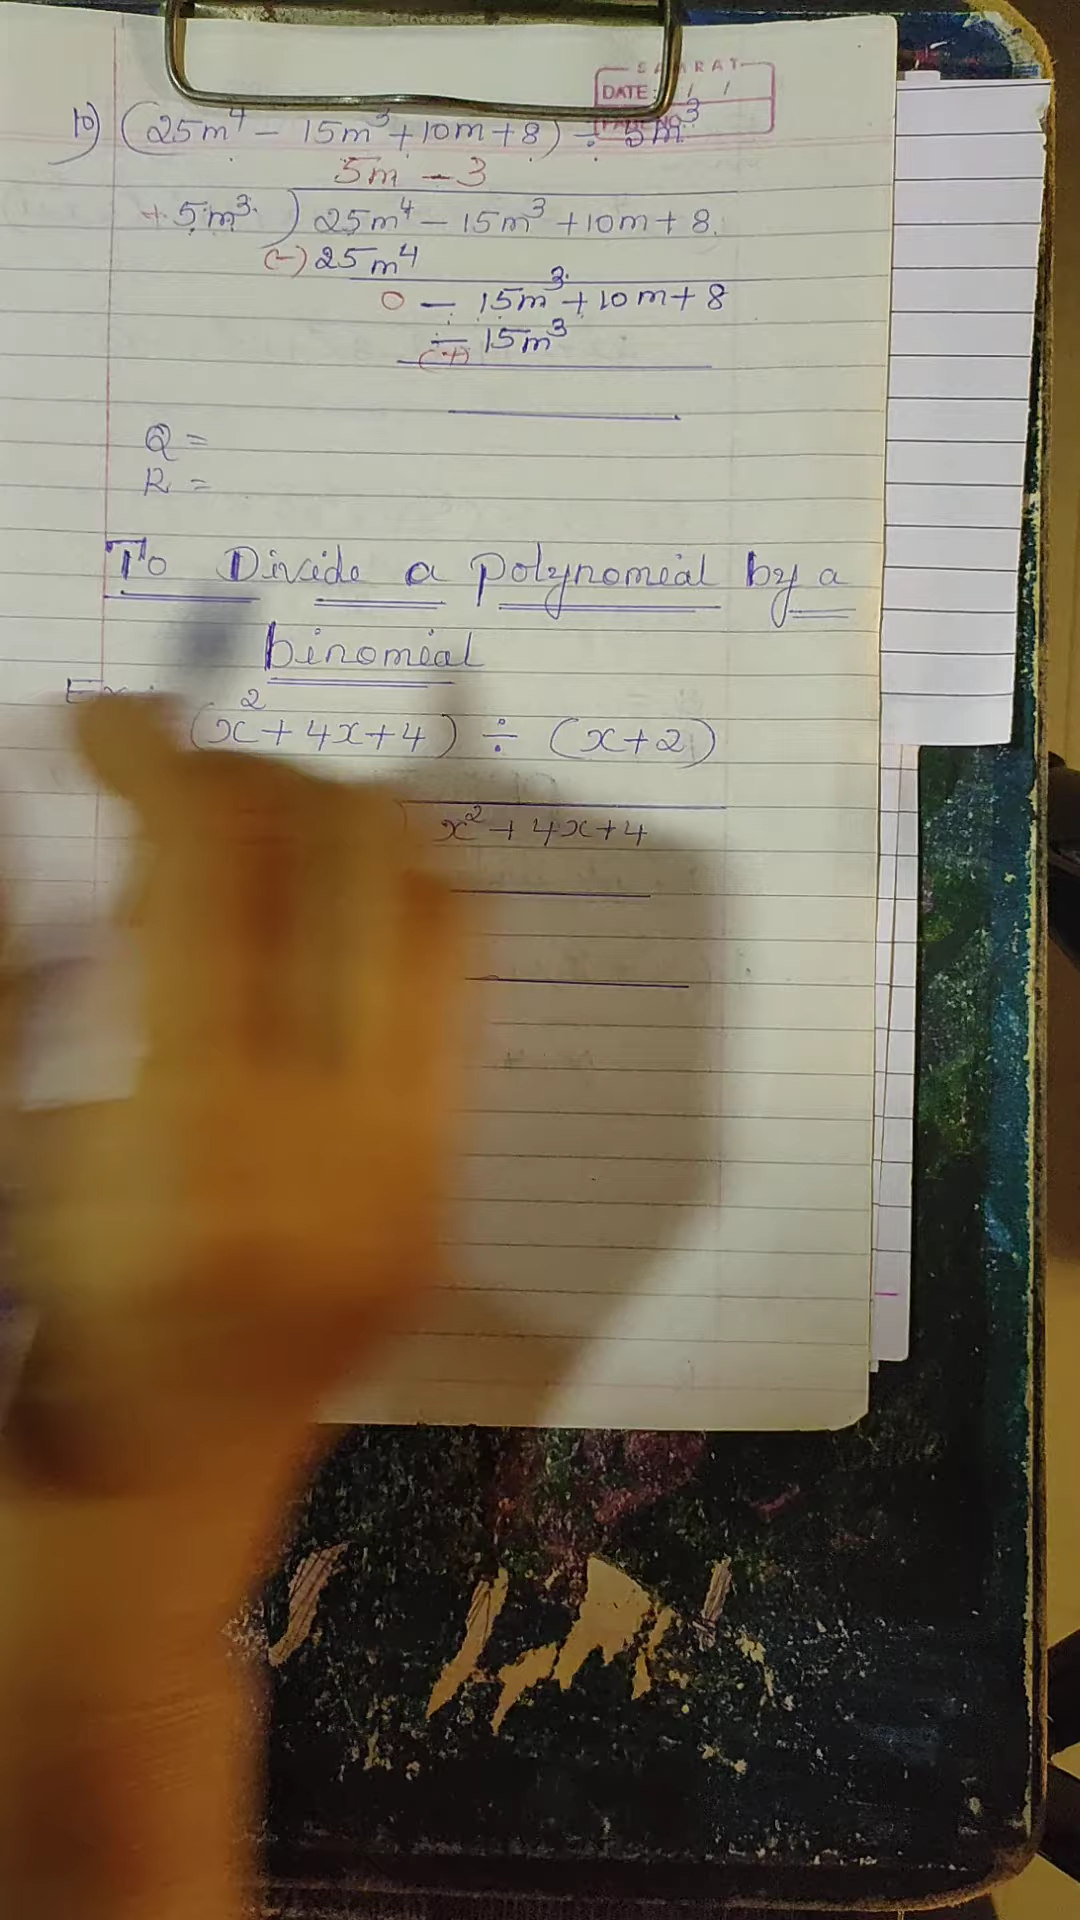 SAMRAT
DATE : / /
10) (25m⁴ - 15m³ + 10m + 8) ÷ 5m³
5m - 3
+ 5m³ ) 25m⁴ - 15m³ + 10m + 8.
(-) 25m⁴
0 - 15m³ + 10m + 8
- 15m³
(+)
Q =
R =
To Divide a polynomial by a
binomial
(x² + 4x + 4) ÷ (x + 2)
2
x² + 4x + 4